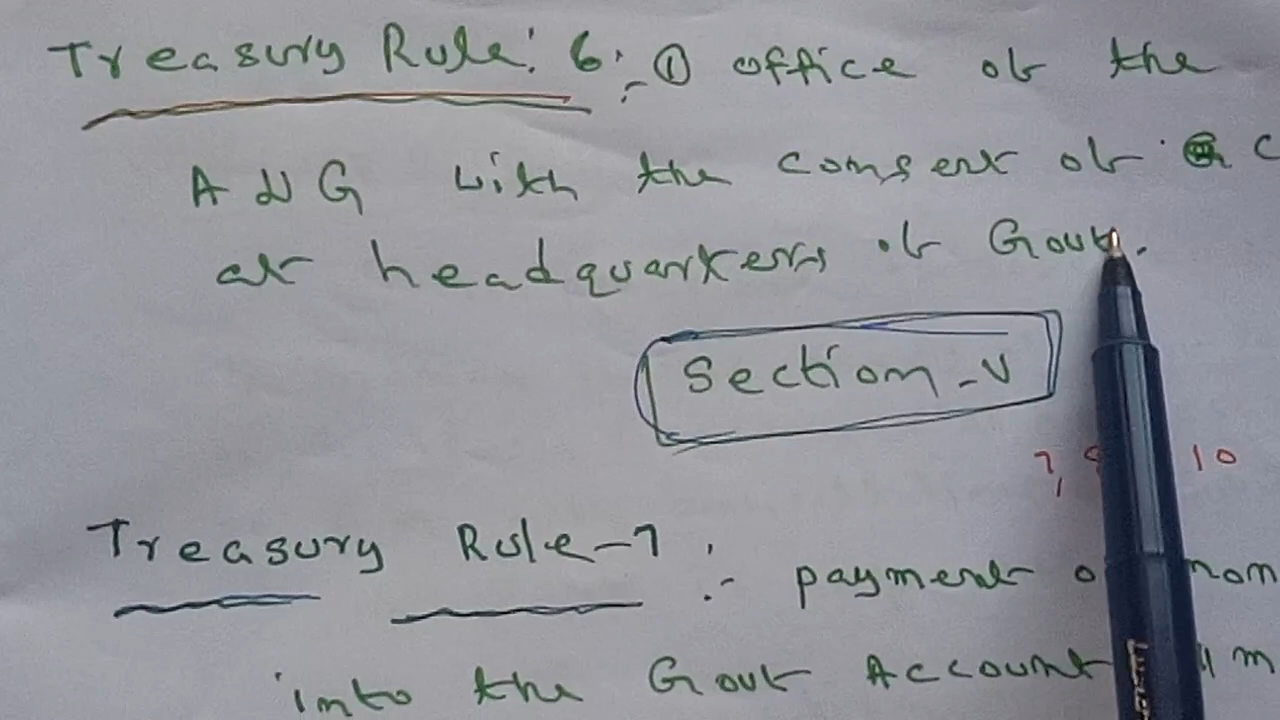 Treasury Rule: 6 :- ① office of the
A & G with the consent of C
at headquarters of Govt.
Section - V
7, 10
Treasury Rule - 7 :- payment
into the Govt Account